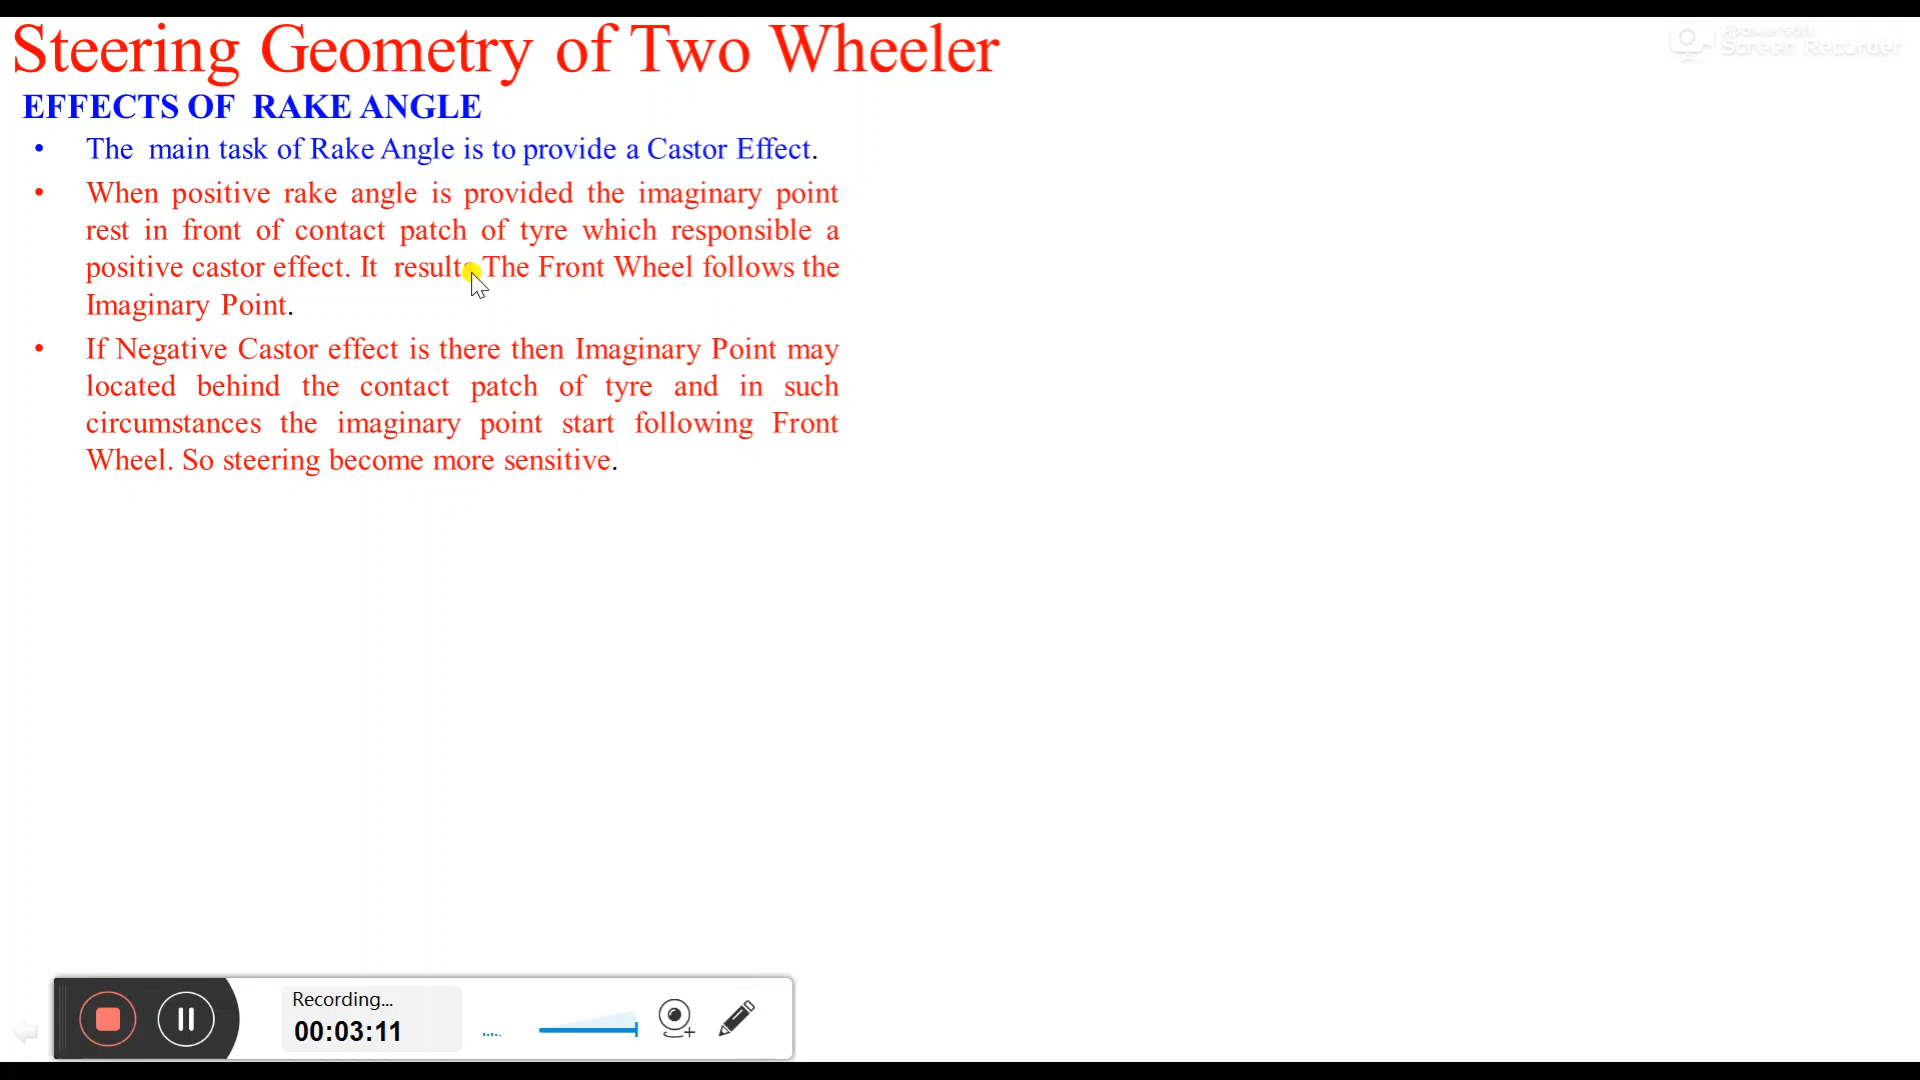 Steering Geometry of Two Wheeler
Apowersoft
Screen Recorder
EFFECTS OF RAKE ANGLE
• The main task of Rake Angle is to provide a Castor Effect.
• When positive rake angle is provided the imaginary point
rest in front of contact patch of tyre which responsible a
positive castor effect. It results The Front Wheel follows the
Imaginary Point.
• If Negative Castor effect is there then Imaginary Point may
located behind the contact patch of tyre and in such
circumstances the imaginary point start following Front
Wheel. So steering become more sensitive.
Recording...
00:03:11